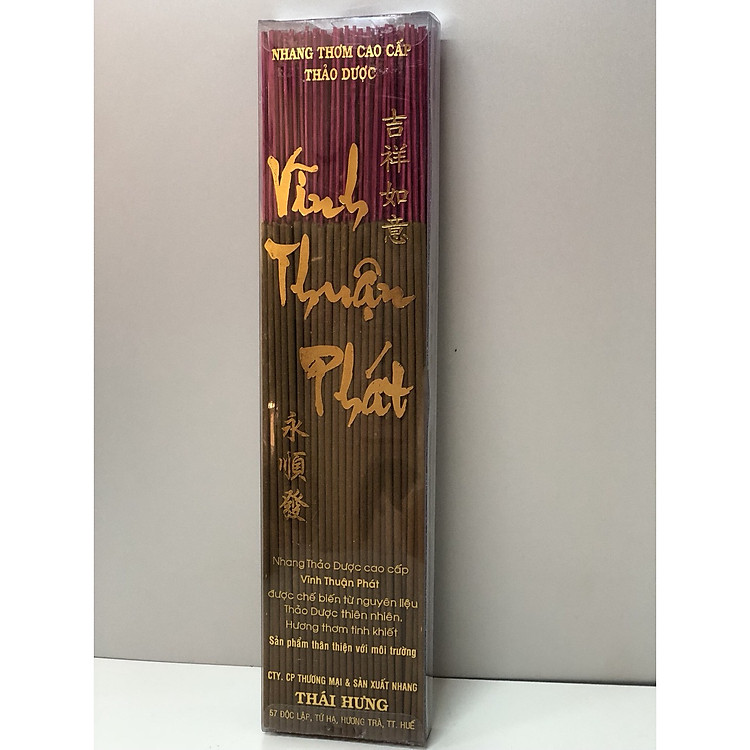 NHANG THƠM CAO CẤP
THẢO DƯỢC
吉祥如意
Vĩnh
Thuận
Phát
永順發
Nhang Thảo Dược cao cấp
Vĩnh Thuận Phát
được chế biến từ nguyên liệu
Thảo Dược thiên nhiên.
Hương thơm tinh khiết
Sản phẩm thân thiện với môi trường
CTY. CP THƯƠNG MẠI & SẢN XUẤT NHANG
THÁI HƯNG
57 ĐỘC LẬP, TỨ HẠ, HƯƠNG TRÀ, TT. HUẾ